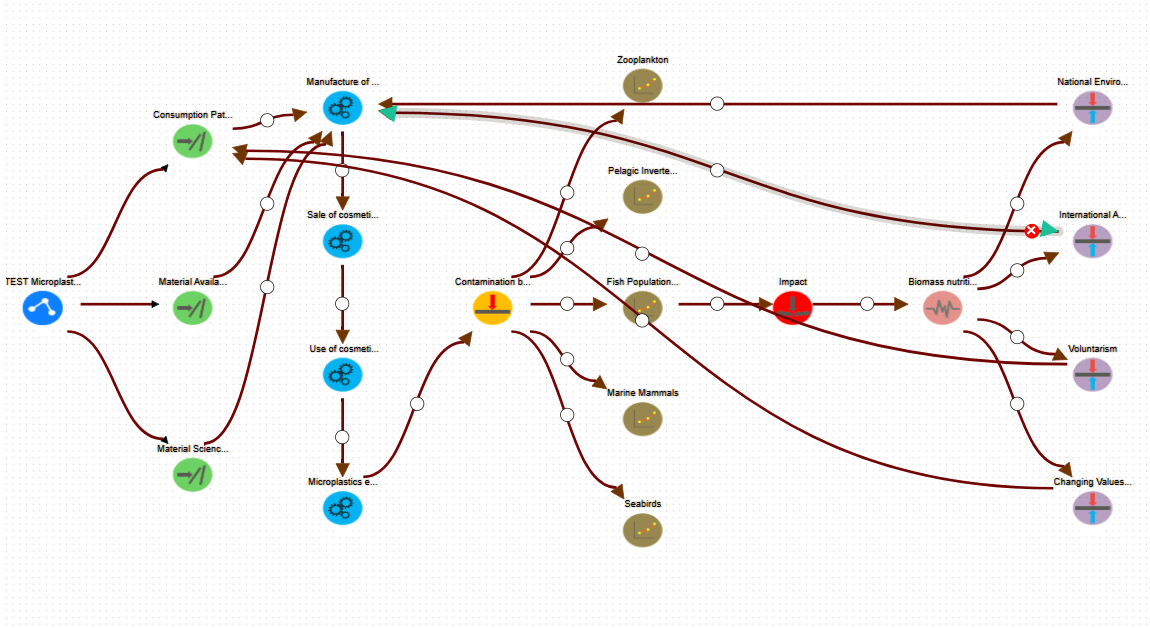 Zooplankton
Manufacture of ...
National Enviro...
Consumption Pat...
Pelagic Inverte...
Sale of cosmeti...
International A...
TEST Microplast...
Material Availa...
Contamination b...
Fish Population...
Impact
Biomass nutriti...
Use of cosmeti...
Voluntarism
Marine Mammals
Material Scienc...
Microplastics e...
Changing Values...
Seabirds